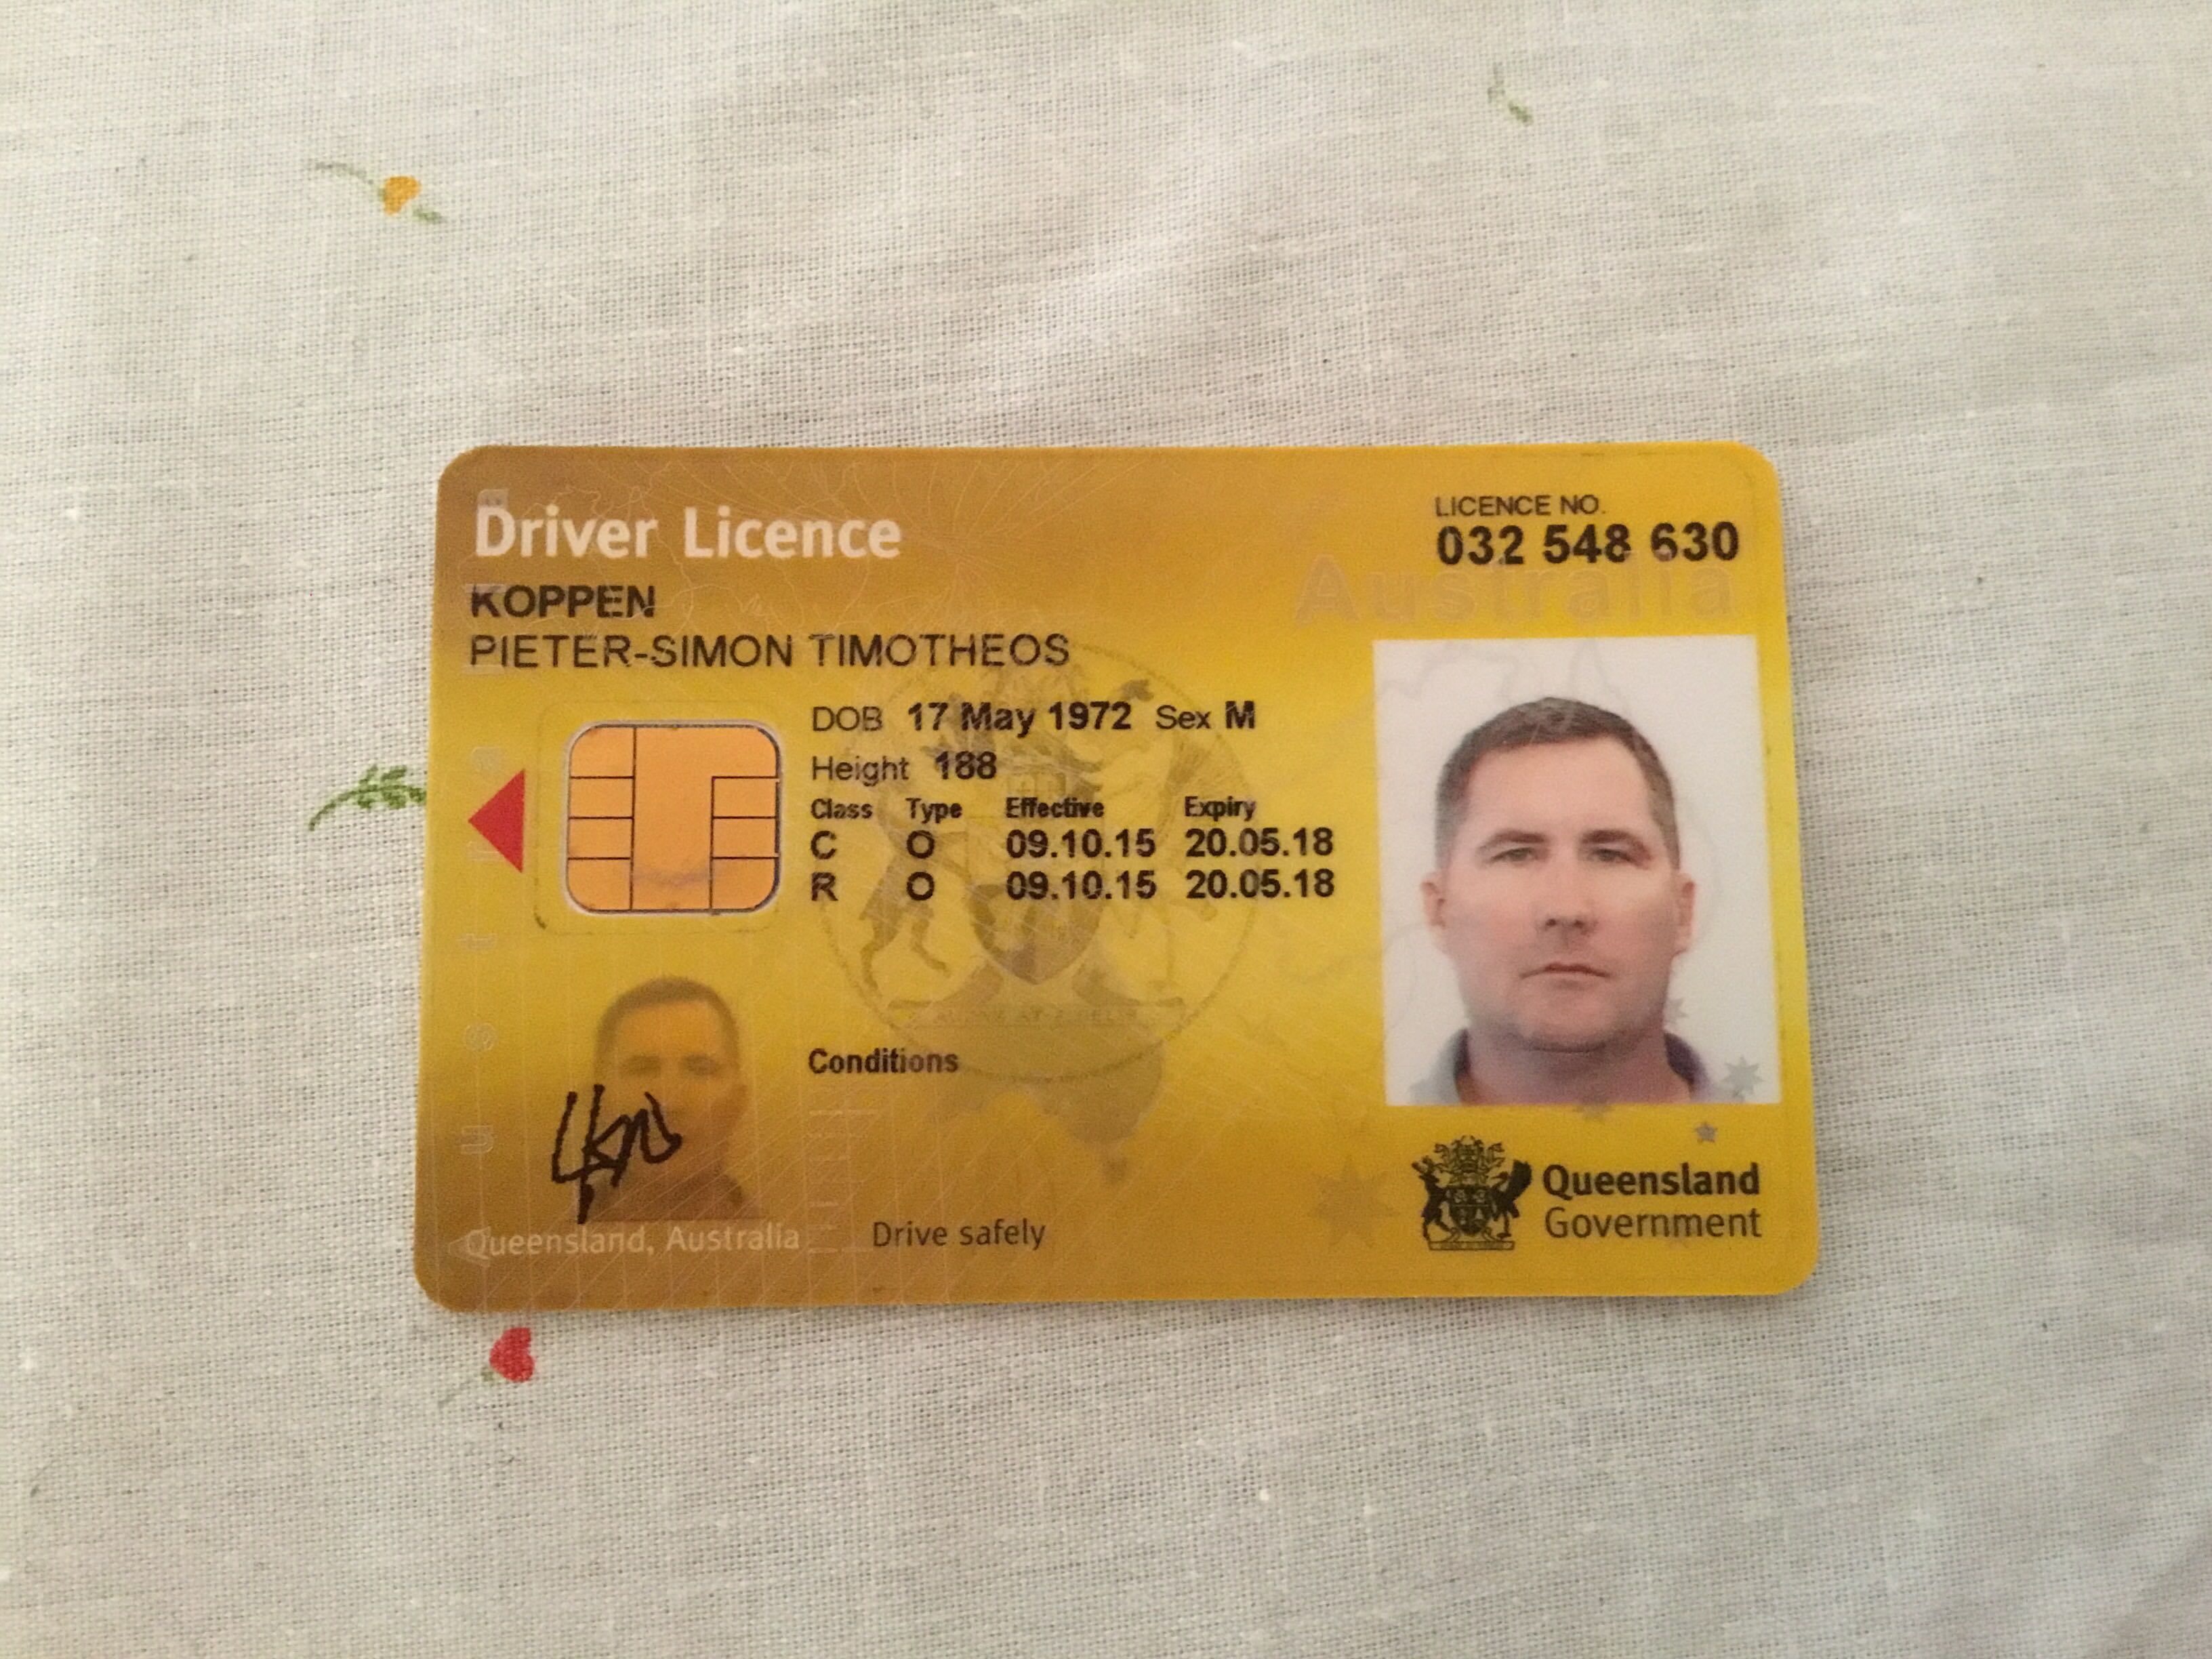 Driver Licence
LICENCE NO.
032 548 630
Australia
KOPPEN
PIETER-SIMON TIMOTHEOS
DOB 17 May 1972 Sex M
Height 188
Class Type Effective Expiry
C O 09.10.15 20.05.18
R O 09.10.15 20.05.18
Conditions
Queensland, Australia
Drive safely
Queensland
Government